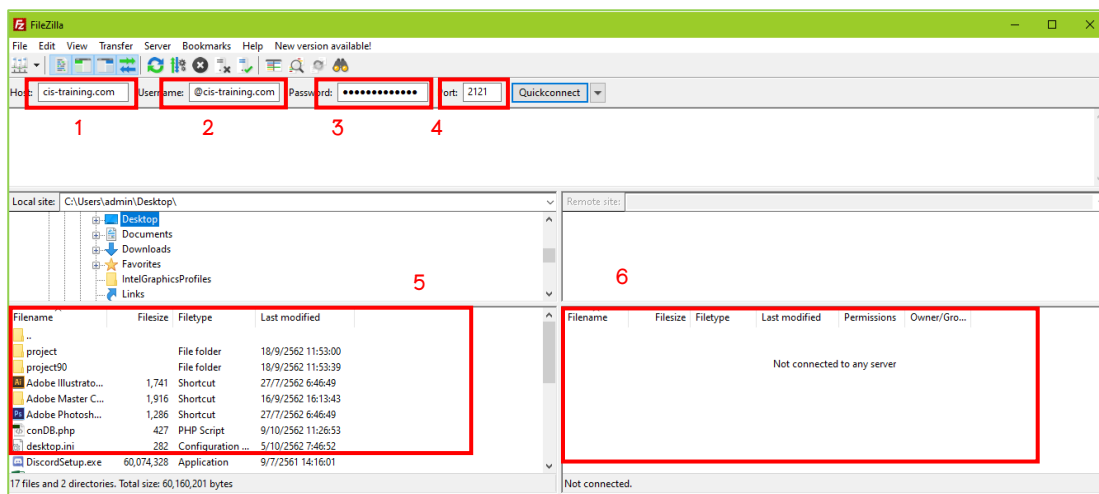 FileZilla
File Edit View Transfer Server Bookmarks Help New version available!
Host: cis-training.com Username: @cis-training.com Password: ●●●●●●●●●●●●● Port: 2121 Quickconnect
1 2 3 4
Local site: C:\Users\admin\Desktop\ Remote site:
Desktop
Documents
Downloads
Favorites
IntelGraphicsProfiles
Links
5 6
Filename Filesize Filetype Last modified Filename Filesize Filetype Last modified Permissions Owner/Gro...
..
project File folder 18/9/2562 11:53:00
project90 File folder 18/9/2562 11:53:39
Not connected to any server
Adobe Illustrato... 1,741 Shortcut 27/7/2562 6:46:49
Adobe Master C... 1,916 Shortcut 16/9/2562 16:13:43
Adobe Photosh... 1,286 Shortcut 27/7/2562 6:46:49
conDB.php 427 PHP Script 9/10/2562 11:26:53
desktop.ini 282 Configuration ... 5/10/2562 7:46:52
DiscordSetup.exe 60,074,328 Application 9/7/2561 14:16:01
17 files and 2 directories. Total size: 60,160,201 bytes Not connected.